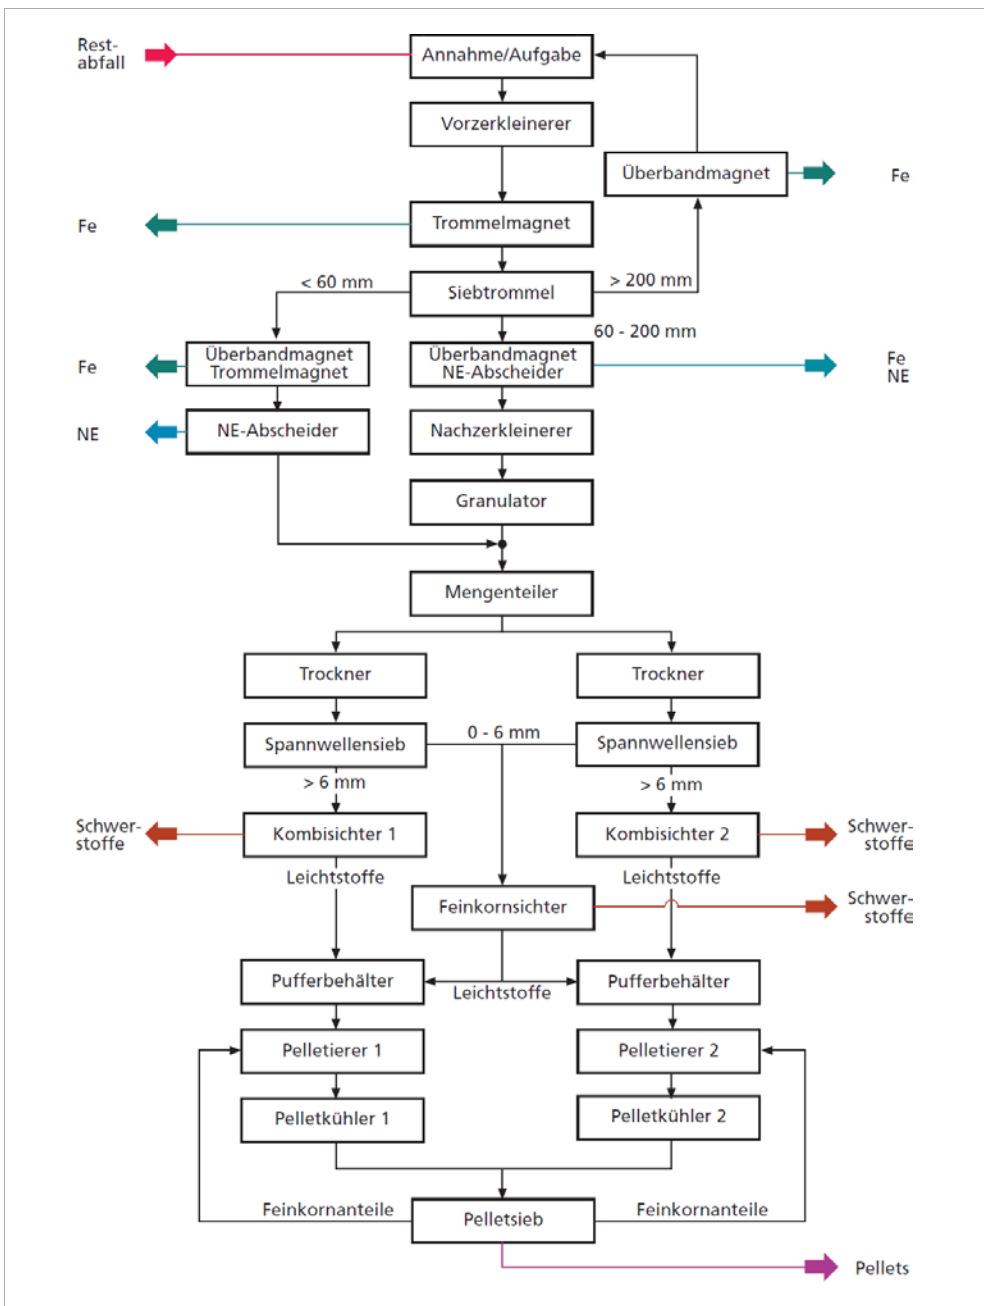 Rest-
abfall
Annahme/Aufgabe
Vorzerkleinerer
Überbandmagnet
Fe
Fe
Trommelmagnet
< 60 mm
Siebtrommel
> 200 mm
60 - 200 mm
Fe
Überbandmagnet
Trommelmagnet
Überbandmagnet
NE-Abscheider
Fe
NE
NE
NE-Abscheider
Nachzerkleinerer
Granulator
Mengenteiler
Trockner
Trockner
Spannwellensieb
0 - 6 mm
Spannwellensieb
> 6 mm
> 6 mm
Schwer-
stoffe
Kombisichter 1
Kombisichter 2
Schwer-
stoffe
Leichtstoffe
Leichtstoffe
Feinkornsichter
Schwer-
stoffe
Pufferbehälter
Leichtstoffe
Pufferbehälter
Pelletierer 1
Pelletierer 2
Pelletkühler 1
Pelletkühler 2
Feinkornanteile
Pelletsieb
Feinkornanteile
Pellets